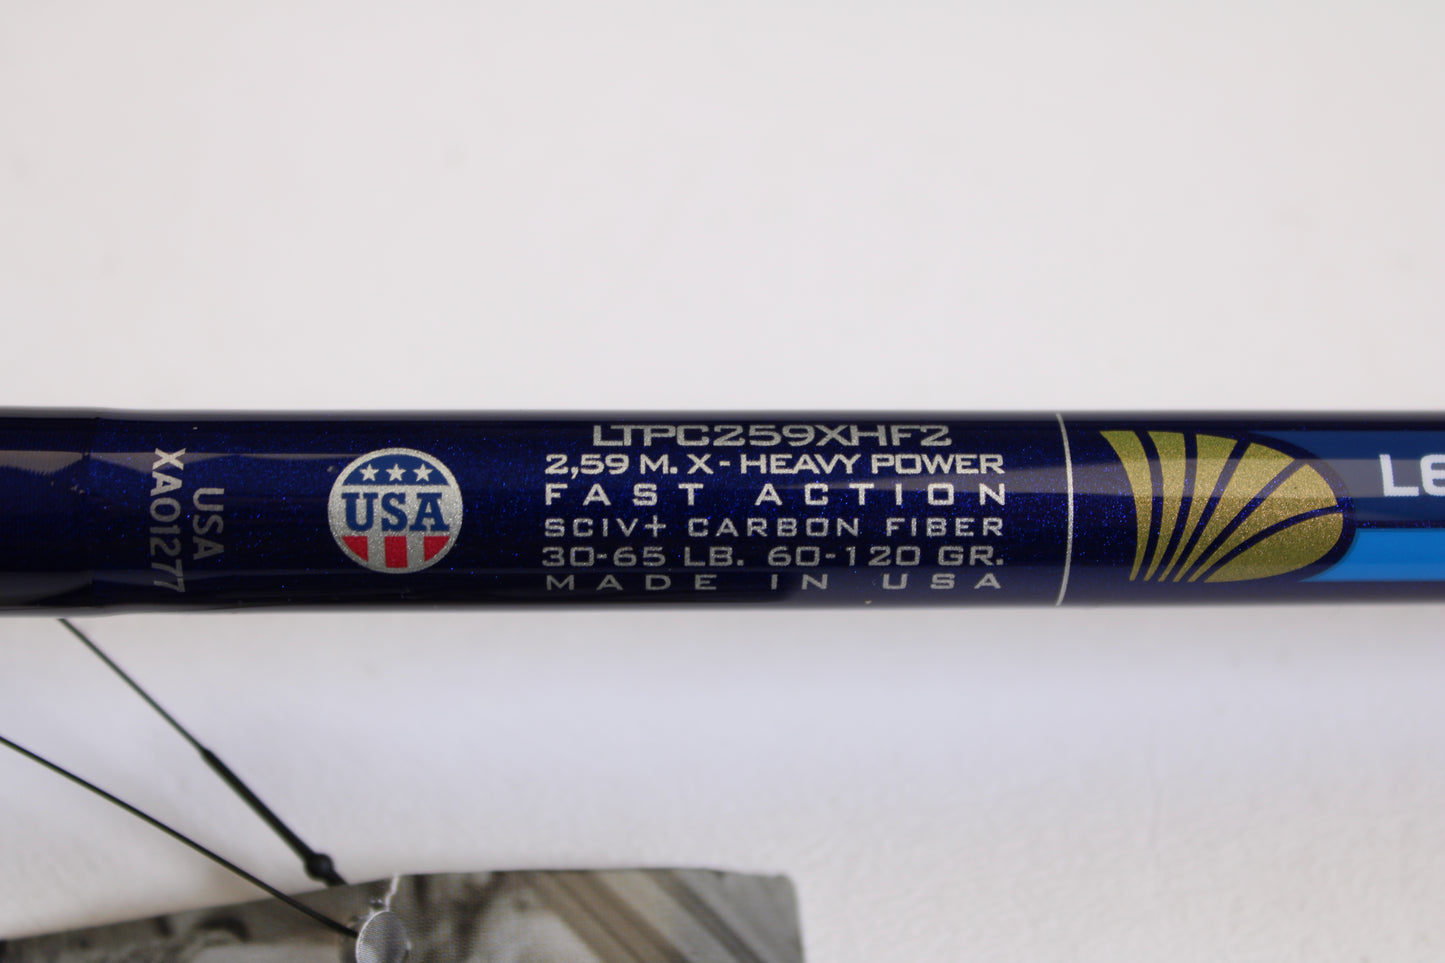 USA
XA01277
USA
LTPC259XHF2
2,59 M. X-HEAVY POWER
FAST ACTION
SCIV+ CARBON FIBER
30-65 LB. 60-120 GR.
MADE IN USA